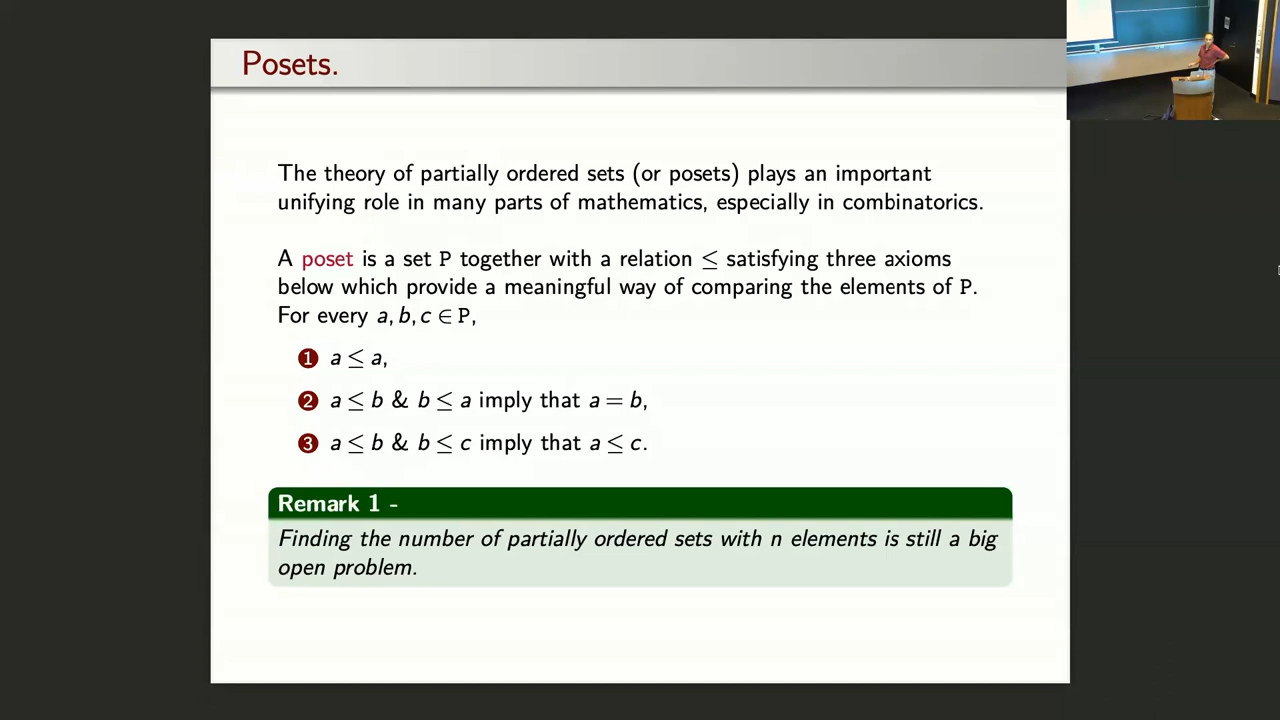 Posets.
The theory of partially ordered sets (or posets) plays an important
unifying role in many parts of mathematics, especially in combinatorics.
A poset is a set P together with a relation ≤ satisfying three axioms
below which provide a meaningful way of comparing the elements of P.
For every a, b, c ∈ P,
1 a ≤ a,
2 a ≤ b & b ≤ a imply that a = b,
3 a ≤ b & b ≤ c imply that a ≤ c.
Remark 1 -
Finding the number of partially ordered sets with n elements is still a big
open problem.